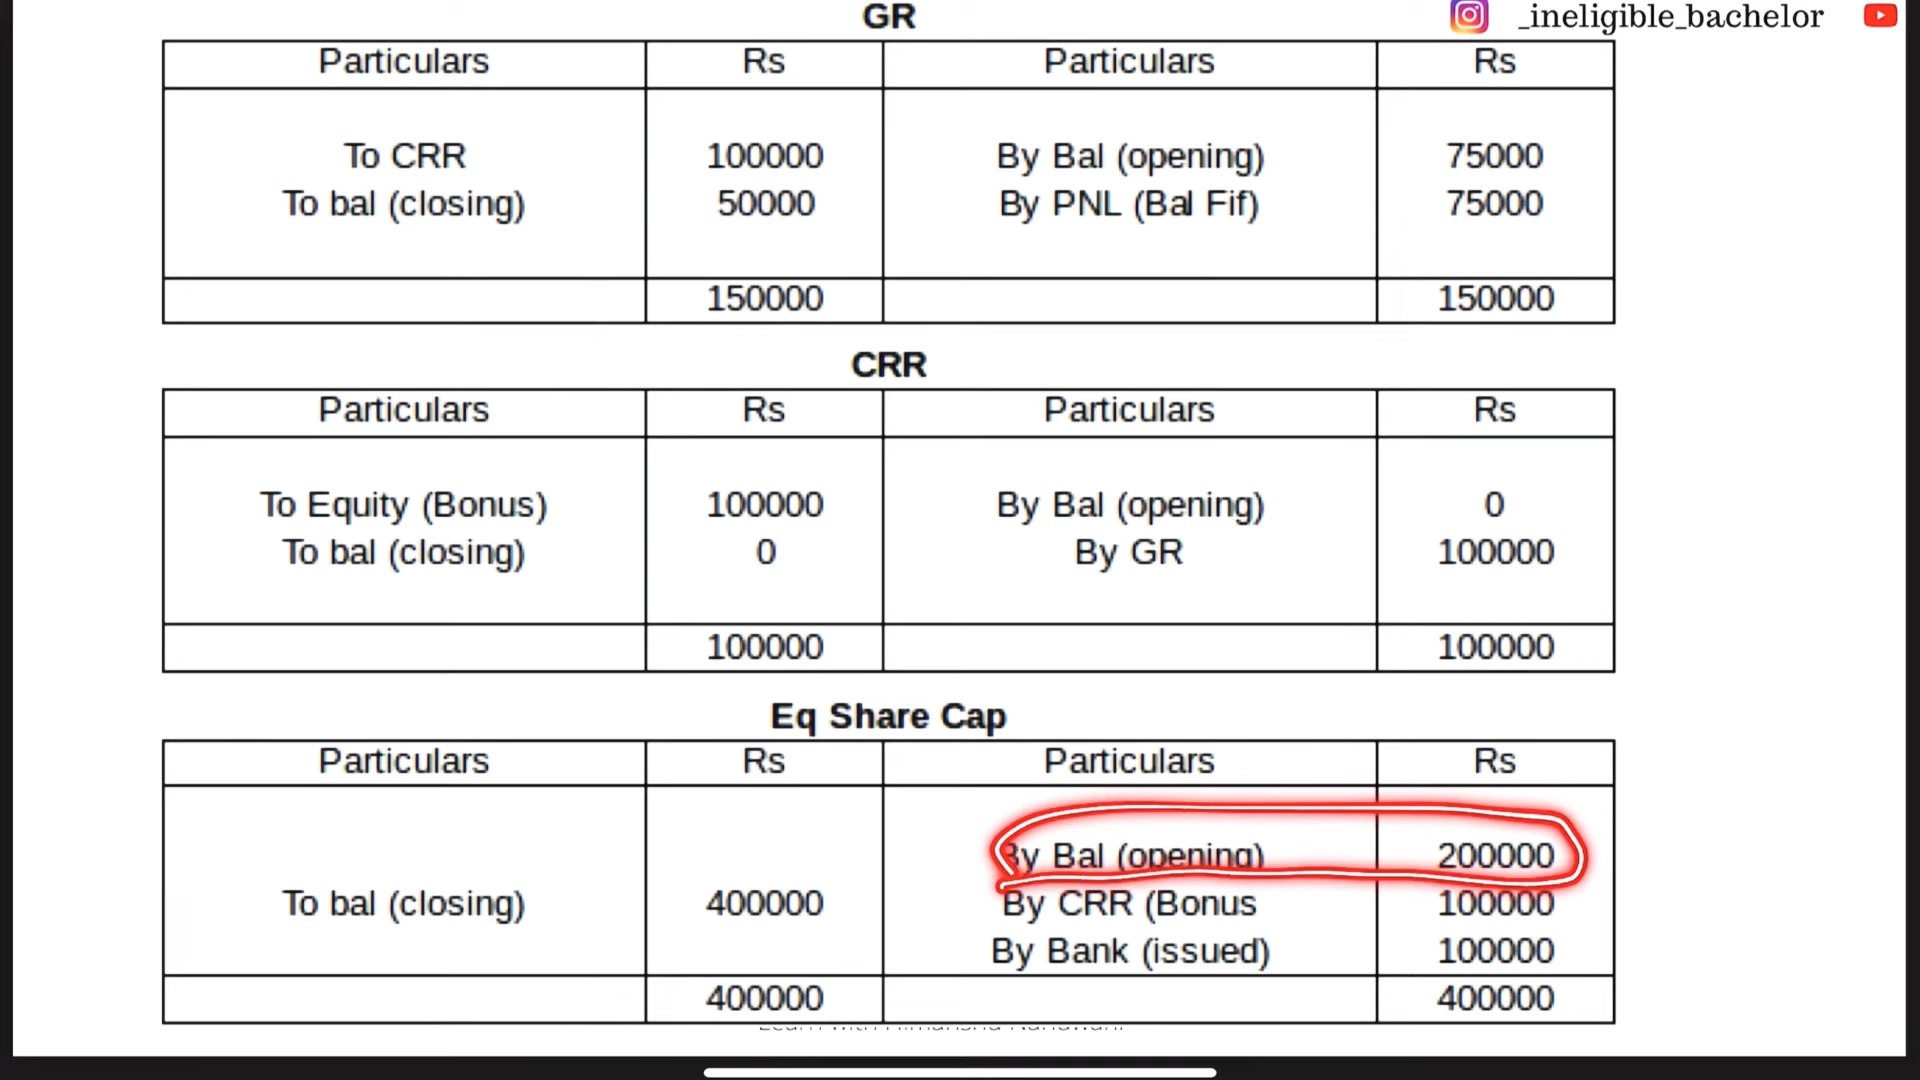 GR
_ineligible_bachelor
Particulars Rs Particulars Rs
To CRR 100000 By Bal (opening) 75000
To bal (closing) 50000 By PNL (Bal Fif) 75000
150000 150000
CRR
Particulars Rs Particulars Rs
To Equity (Bonus) 100000 By Bal (opening) 0
To bal (closing) 0 By GR 100000
100000 100000
Eq Share Cap
Particulars Rs Particulars Rs
By Bal (opening) 200000
To bal (closing) 400000 By CRR (Bonus 100000
By Bank (issued) 100000
400000 400000